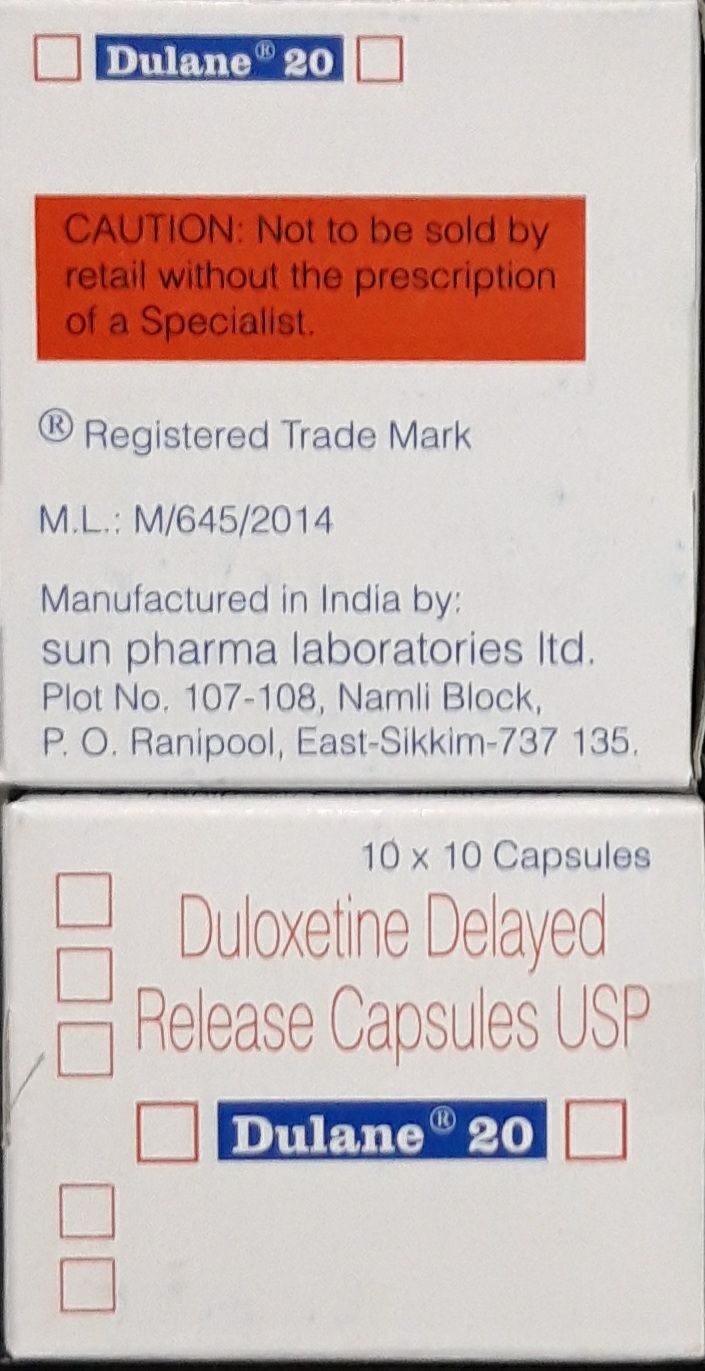 Dulane® 20
CAUTION: Not to be sold by
retail without the prescription
of a Specialist.
® Registered Trade Mark
M.L.: M/645/2014
Manufactured in India by:
sun pharma laboratories ltd.
Plot No. 107-108, Namli Block,
P. O. Ranipool, East-Sikkim-737 135.
10 x 10 Capsules
Duloxetine Delayed
Release Capsules USP
Dulane® 20